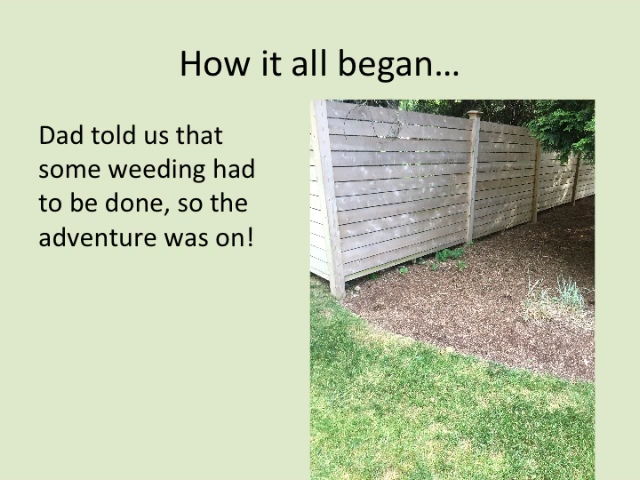 How it all began…
Dad told us that
some weeding had
to be done, so the
adventure was on!